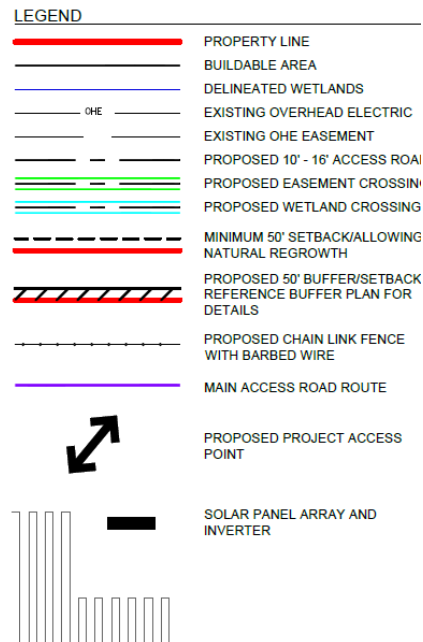 LEGEND
PROPERTY LINE
BUILDABLE AREA
DELINEATED WETLANDS
OHE
EXISTING OVERHEAD ELECTRIC
EXISTING OHE EASEMENT
PROPOSED 10' - 16' ACCESS ROAD
PROPOSED EASEMENT CROSSING
PROPOSED WETLAND CROSSING
MINIMUM 50' SETBACK/ALLOWING
NATURAL REGROWTH
PROPOSED 50' BUFFER/SETBACK
REFERENCE BUFFER PLAN FOR
DETAILS
PROPOSED CHAIN LINK FENCE
WITH BARBED WIRE
MAIN ACCESS ROAD ROUTE
PROPOSED PROJECT ACCESS
POINT
SOLAR PANEL ARRAY AND
INVERTER